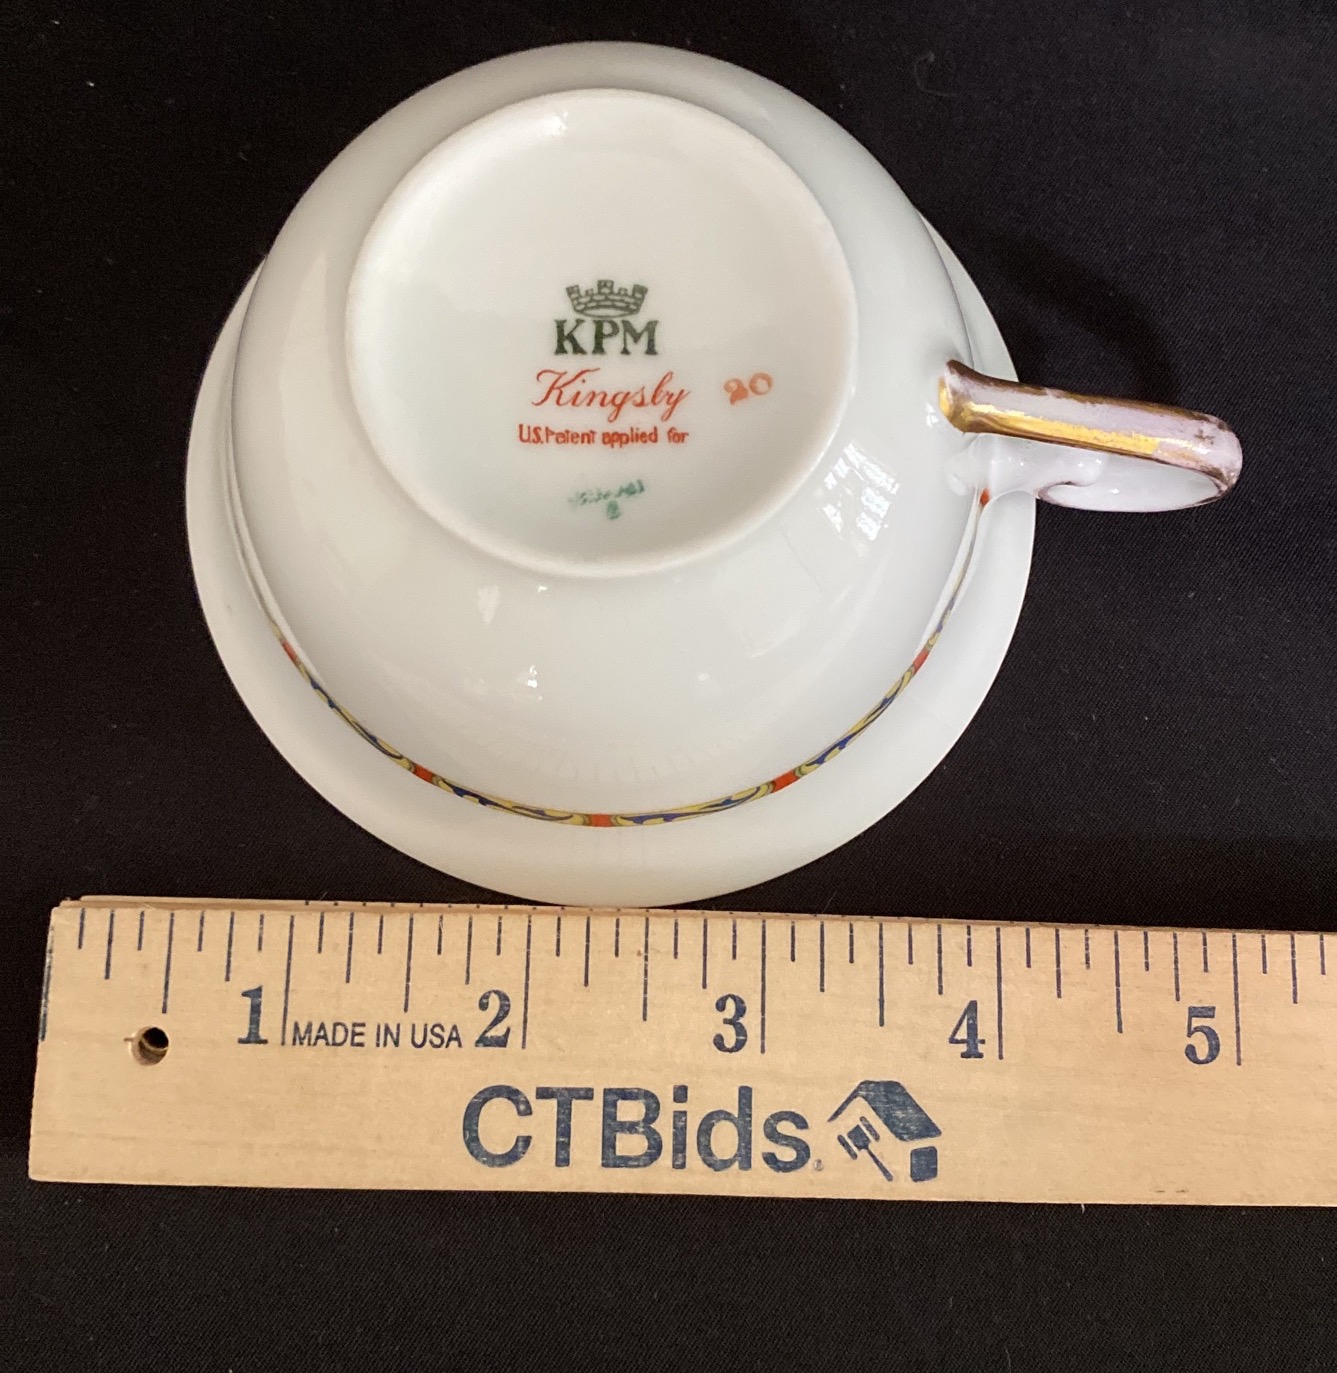 KPM
Kingsby 20
U.S. Patent applied for
1 2 3 4 5
MADE IN USA
CTBids